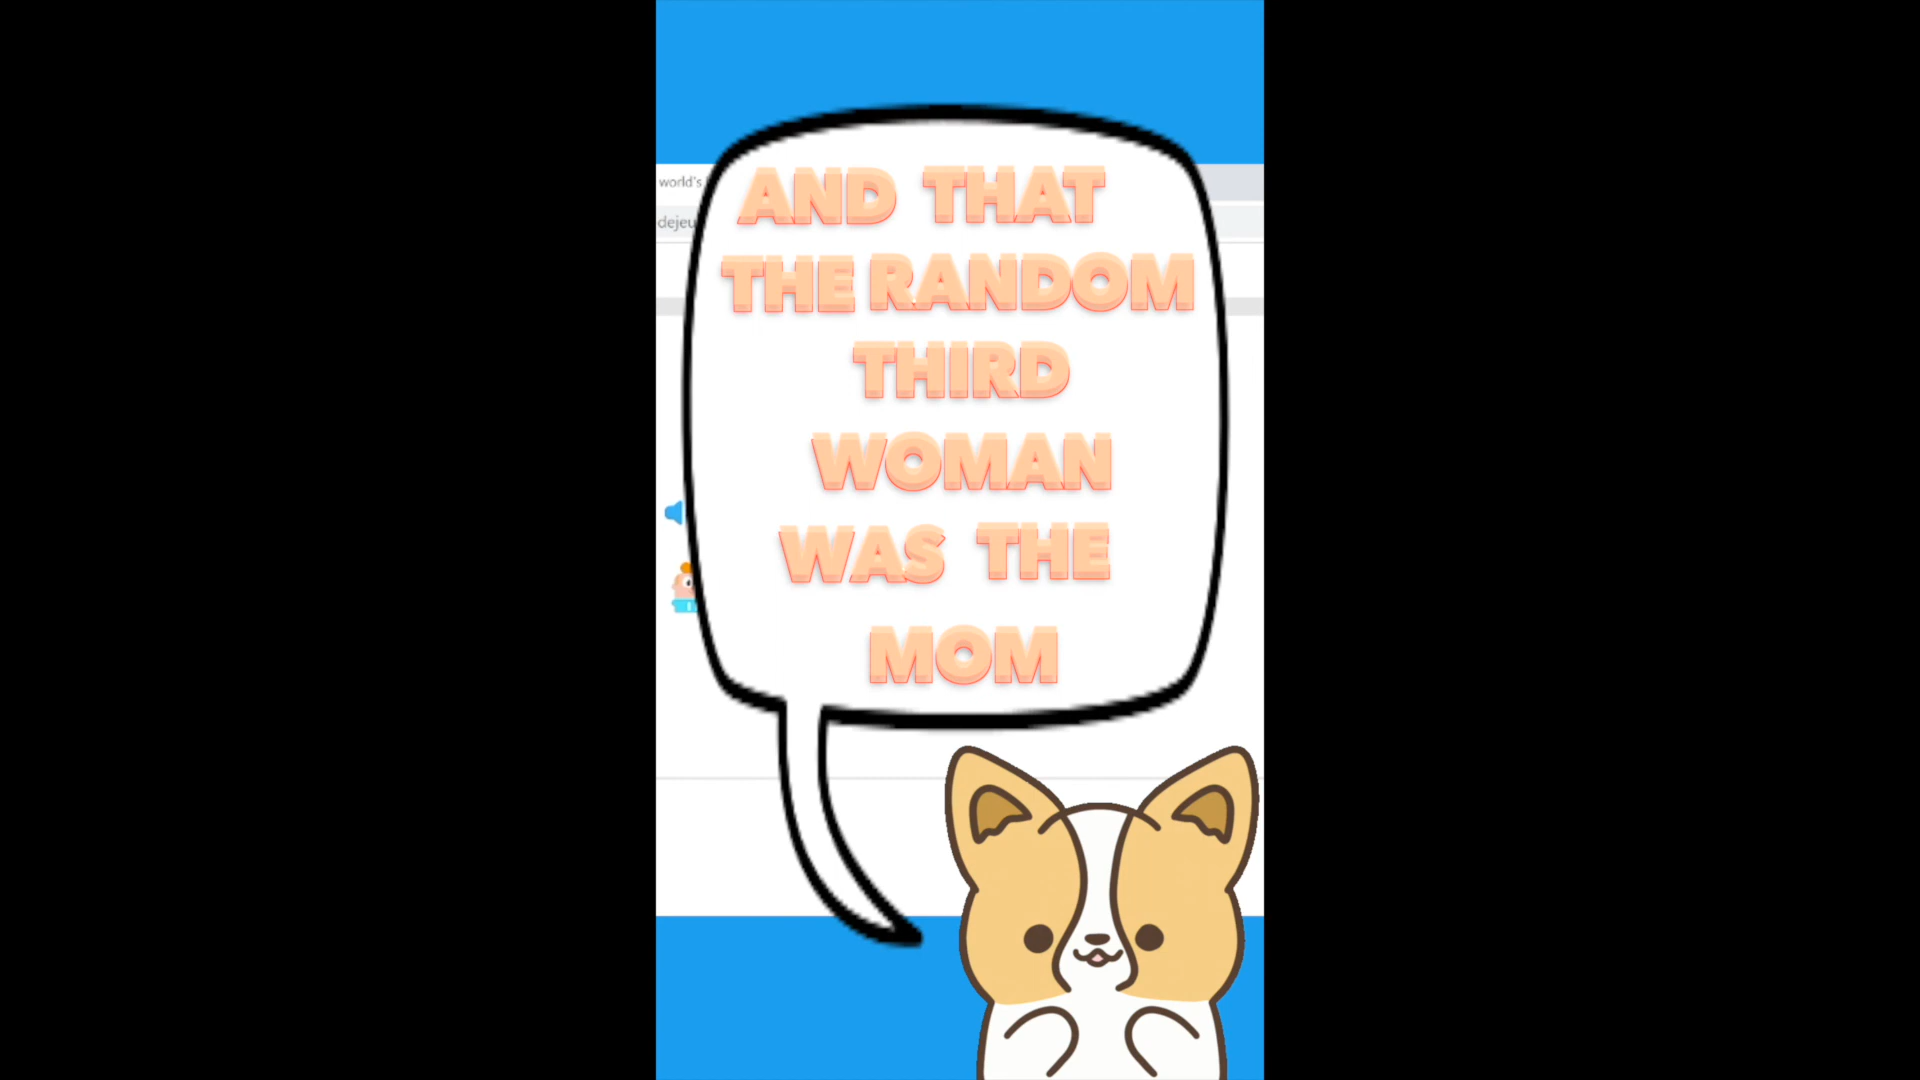 world's
dejeu
AND THAT
THE RANDOM
THIRD
WOMAN
WAS THE
MOM